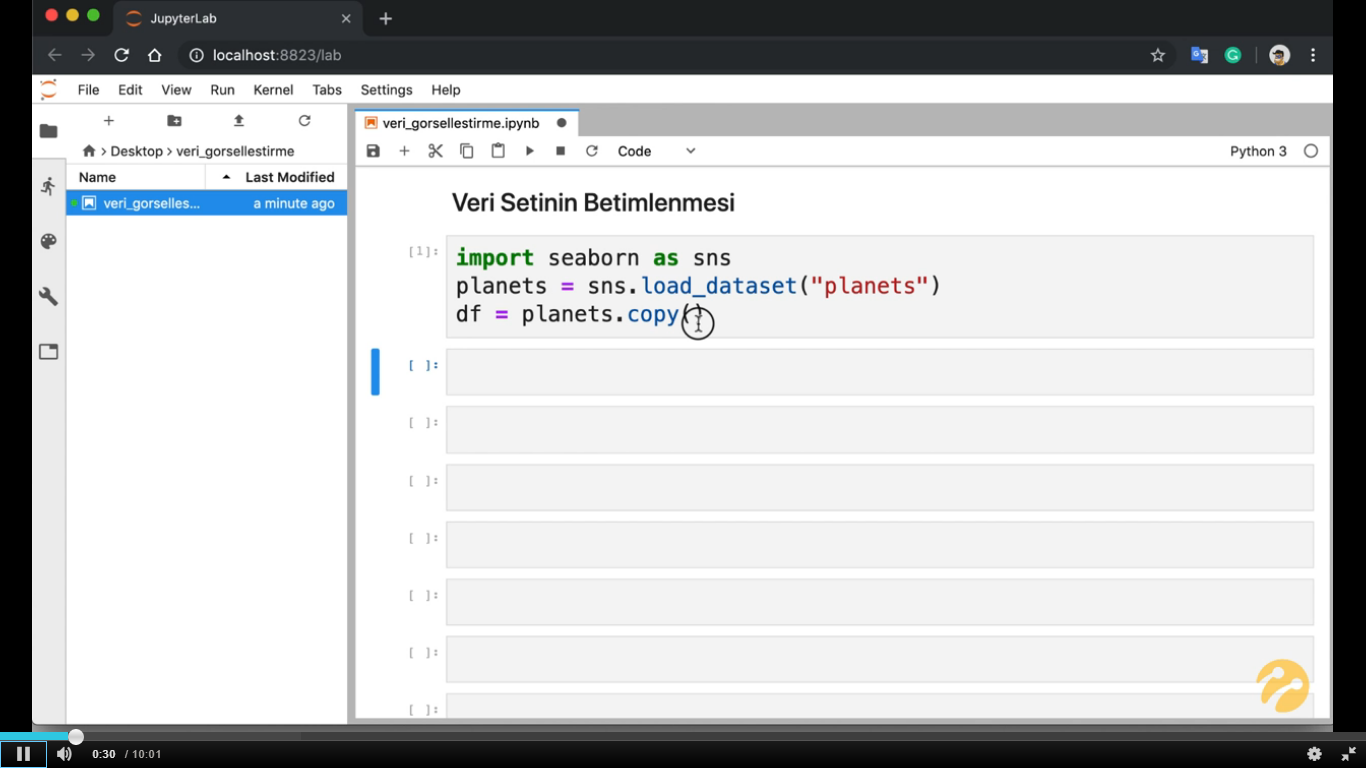 JupyterLab
localhost:8823/lab
File Edit View Run Kernel Tabs Settings Help
veri_gorsellestirme.ipynb
Desktop > veri_gorsellestirme
Code
Python 3
Name Last Modified
veri_gorselles... a minute ago
Veri Setinin Betimlenmesi
[1]:
import seaborn as sns
planets = sns.load_dataset("planets")
df = planets.copy()
[ ]:
[ ]:
[ ]:
[ ]:
[ ]:
[ ]:
[ ]:
0:30 / 10:01